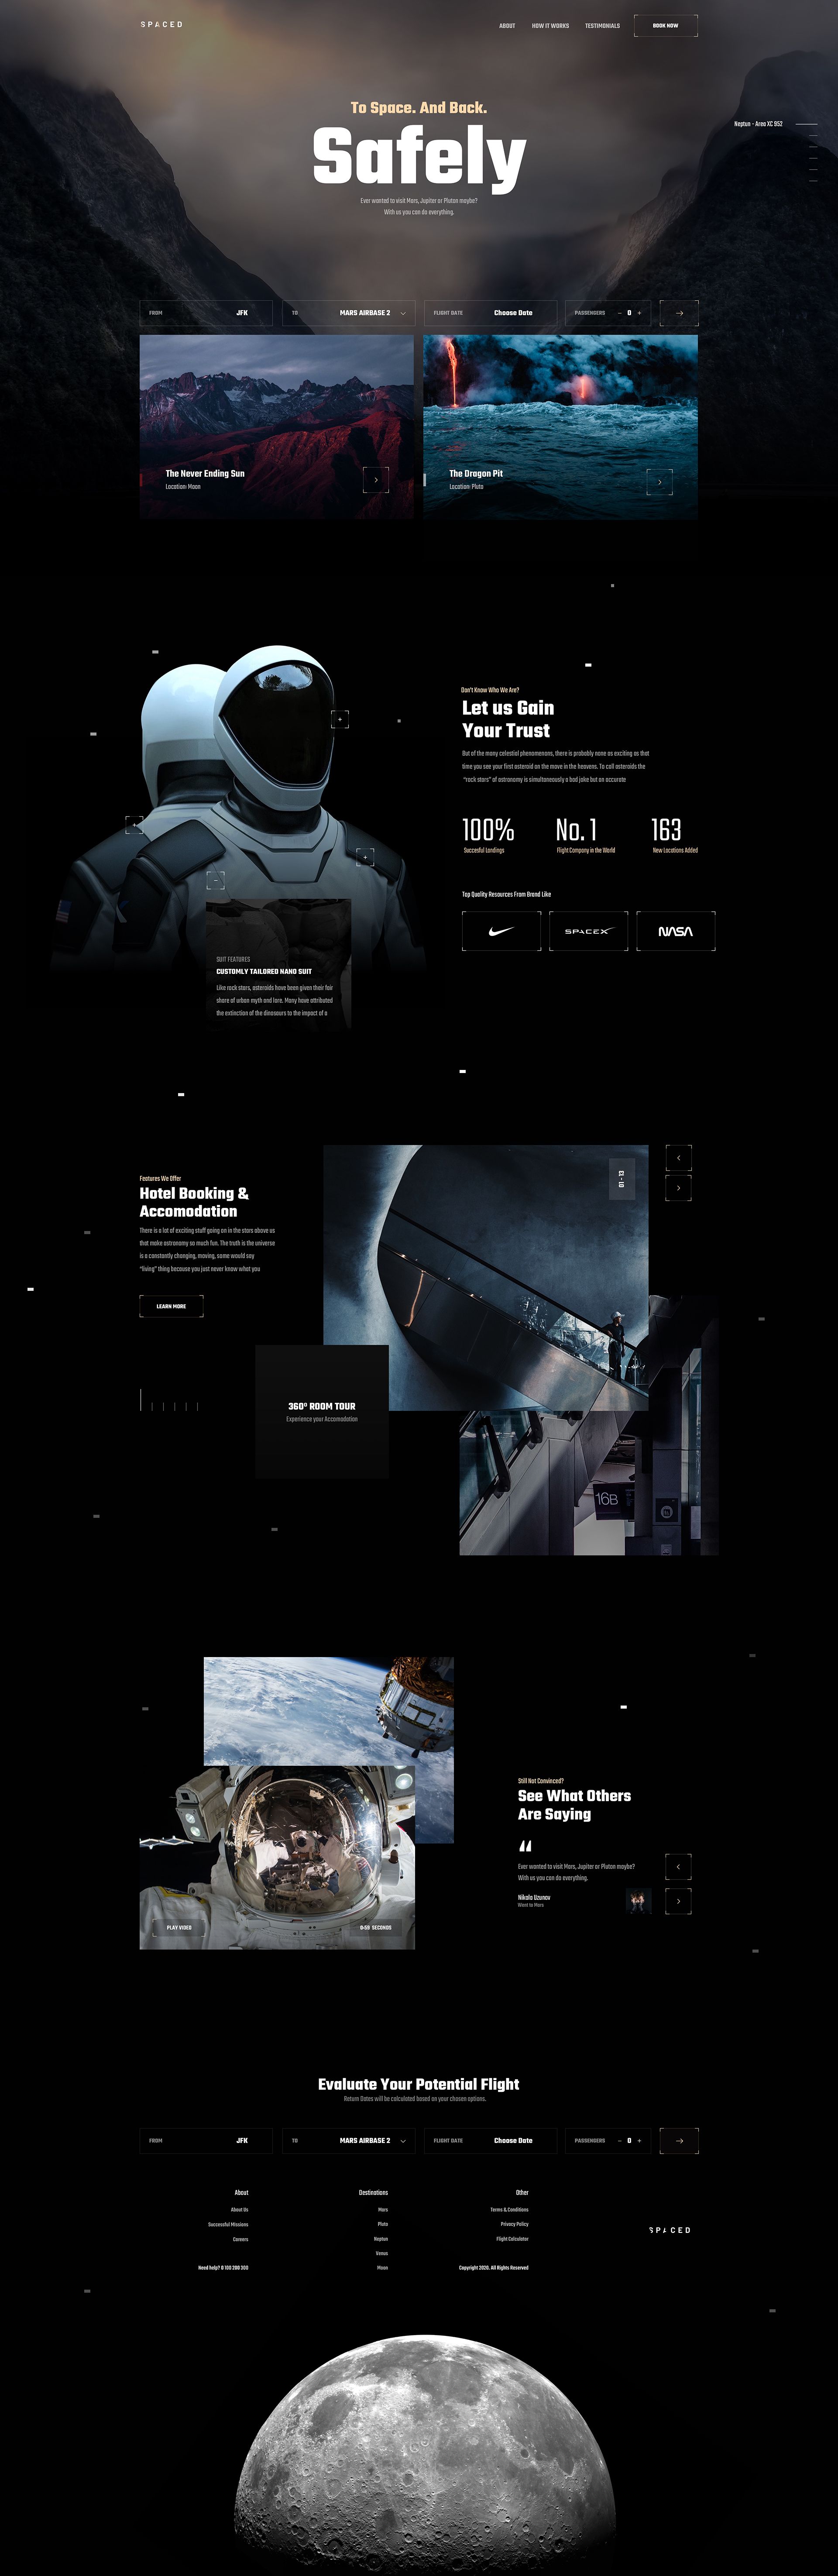 SPACED
ABOUT
HOW IT WORKS
TESTIMONIALS
BOOK NOW
To Space. And Back.
Safely
Ever wanted to visit Mars, Jupiter or Pluton maybe?
With us you can do everything.
Neptun - Area XC 952
FROM
JFK
TO
MARS AIRBASE 2
FLIGHT DATE
Choose Date
PASSENGERS
– 0 +
The Never Ending Sun
Location: Moon
The Dragon Pit
Location: Pluto
Don't Know Who We Are?
Let us Gain
Your Trust
But of the many celestial phenomenons, there is probably none as exciting as that
time you see your first asteroid on the move in the heavens. To call asteroids the
“rock stars” of astronomy is simultaneously a bad joke but an accurate
100%
Succesful Landings
No. 1
Flight Company in the World
163
New Locations Added
Top Quality Resources From Brand Like
SPACEX
NASA
SUIT FEATURES
CUSTOMLY TAILORED NANO SUIT
Like rock stars, asteroids have been given their fair
share of urban myth and lore. Many have attributed
the extinction of the dinosaurs to the impact of a
Features We Offer
Hotel Booking &
Accomodation
There is a lot of exciting stuff going on in the stars above us
that make astronomy so much fun. The truth is the universe
is a constantly changing, moving, some would say
“living” thing because you just never know what you
LEARN MORE
01 - 13
360° ROOM TOUR
Experience your Accomodation
16B
Still Not Convinced?
See What Others
Are Saying
“
Ever wanted to visit Mars, Jupiter or Pluton maybe?
With us you can do everything.
Nikola Uzunov
Went to Mars
PLAY VIDEO
0:59 SECONDS
Evaluate Your Potential Flight
Return Dates will be calculated based on your chosen options.
FROM
JFK
TO
MARS AIRBASE 2
FLIGHT DATE
Choose Date
PASSENGERS
– 0 +
About
About Us
Successful Missions
Careers
Need help? 0 100 200 300
Destinations
Mars
Pluto
Neptun
Venus
Moon
Other
Terms & Conditions
Privacy Policy
Flight Calculator
Copyright 2020. All Rights Reserved
SPACED